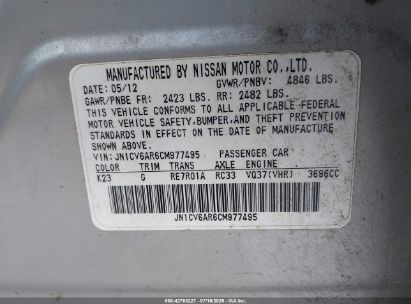 MANUFACTURED BY NISSAN MOTOR CO.,LTD.
DATE: 05/12 GVWR/PNBV: 4846 LBS.
GAWR/PNBE FR: 2423 LBS. RR: 2482 LBS.
THIS VEHICLE CONFORMS TO ALL APPLICABLE FEDERAL
MOTOR VEHICLE SAFETY,BUMPER,AND THEFT PREVENTION
STANDARDS IN EFFECT ON THE DATE OF MANUFACTURE
SHOWN ABOVE.
VIN: JN1CV6AR6CM977495 PASSENGER CAR
COLOR TRIM TRANS AXLE ENGINE
K23 G RE7R01A RC33 VQ37(VHR) 3696CC
JN1CV6AR6CM977495